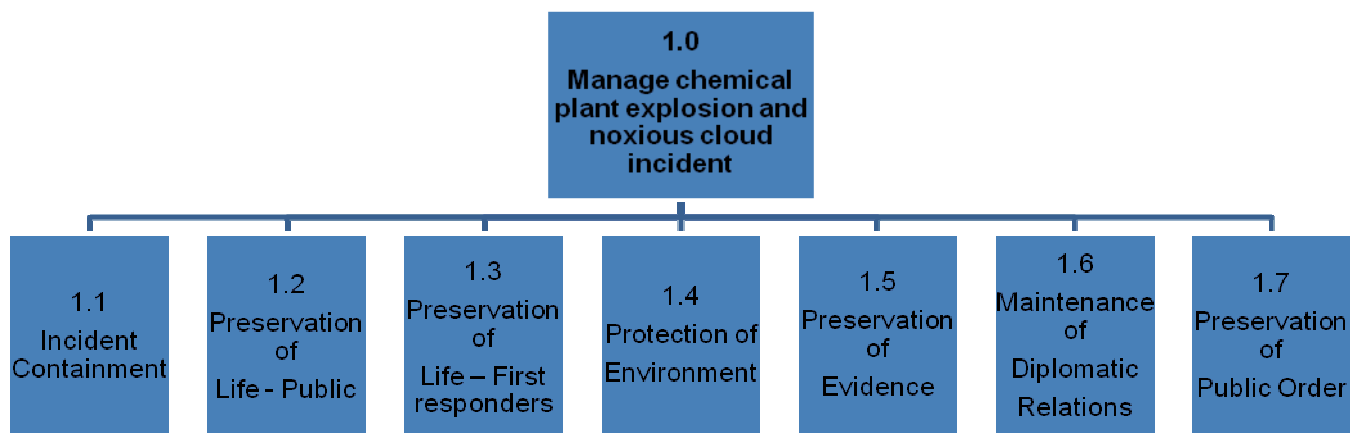 1.0
Manage chemical
plant explosion and
noxious cloud
incident
1.1
Incident
Containment
1.2
Preservation
of
Life - Public
1.3
Preservation
of
Life – First
responders
1.4
Protection of
Environment
1.5
Preservation
of
Evidence
1.6
Maintenance
of
Diplomatic
Relations
1.7
Preservation
of
Public Order